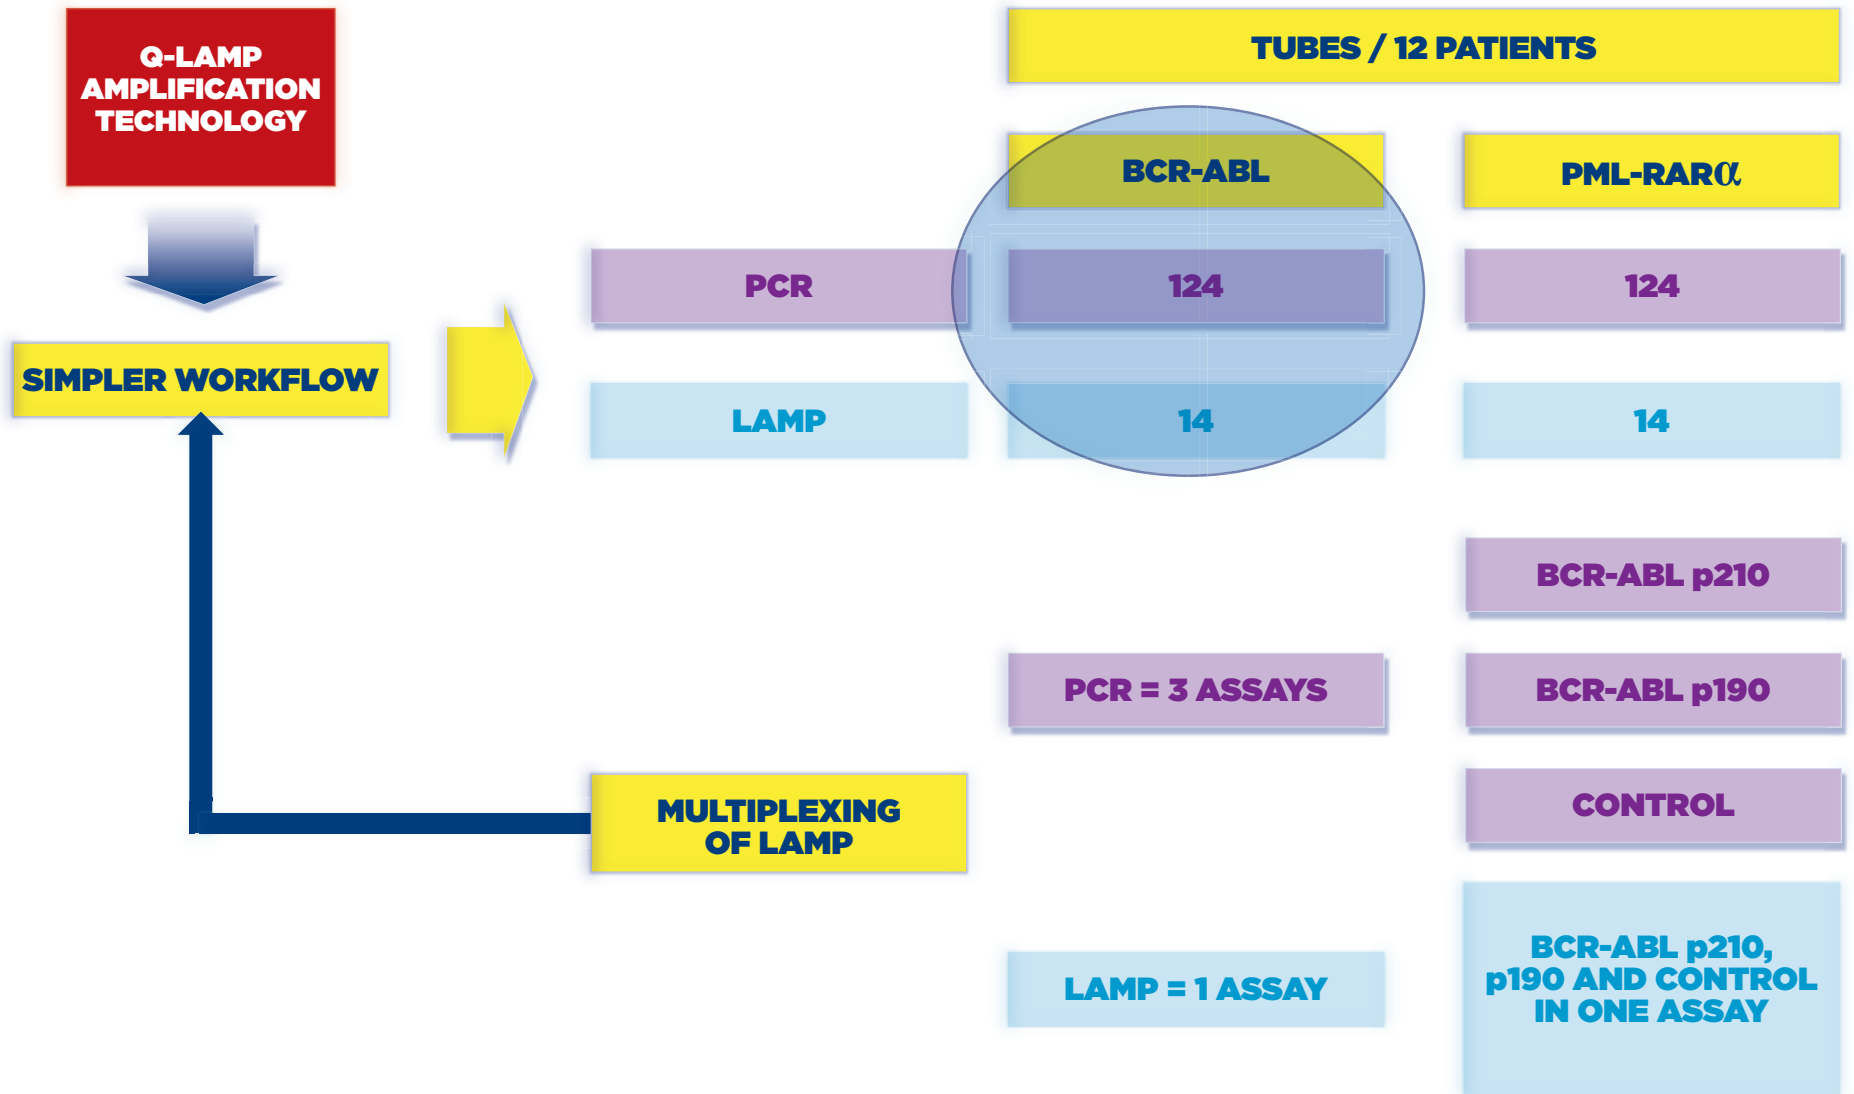 Q-LAMP
AMPLIFICATION
TECHNOLOGY
TUBES / 12 PATIENTS
BCR-ABL
PML-RARα
PCR
124
124
SIMPLER WORKFLOW
LAMP
14
14
BCR-ABL p210
PCR = 3 ASSAYS
BCR-ABL p190
CONTROL
MULTIPLEXING
OF LAMP
LAMP = 1 ASSAY
BCR-ABL p210,
p190 AND CONTROL
IN ONE ASSAY